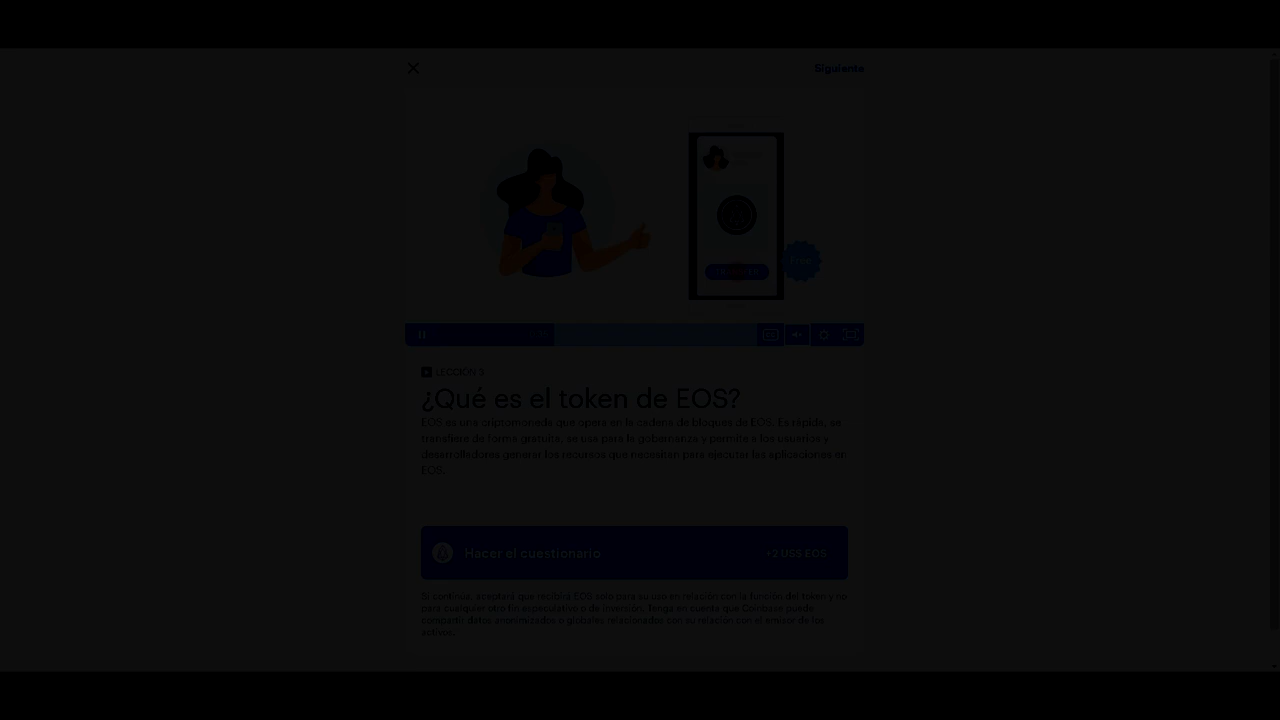 Siguiente
Free
LECCIÓN 3
¿Qué es el token de EOS?
EOS es una criptomoneda que opera en la cadena de bloques de EOS. Es rápida, se
transfiere de forma gratuita, se usa para la gobernanza y permite a los usuarios y
desarrolladores generar los recursos que necesitan para ejecutar las aplicaciones en
EOS.
Hacer el cuestionario +2 US$ EOS
Si continúa, aceptará que recibirá EOS solo para su uso en relación con la función del token y no
para cualquier otro fin especulativo o de inversión. Tenga en cuenta que Coinbase puede
compartir datos anonimizados o globales relacionados con su relación con el emisor de los
activos.